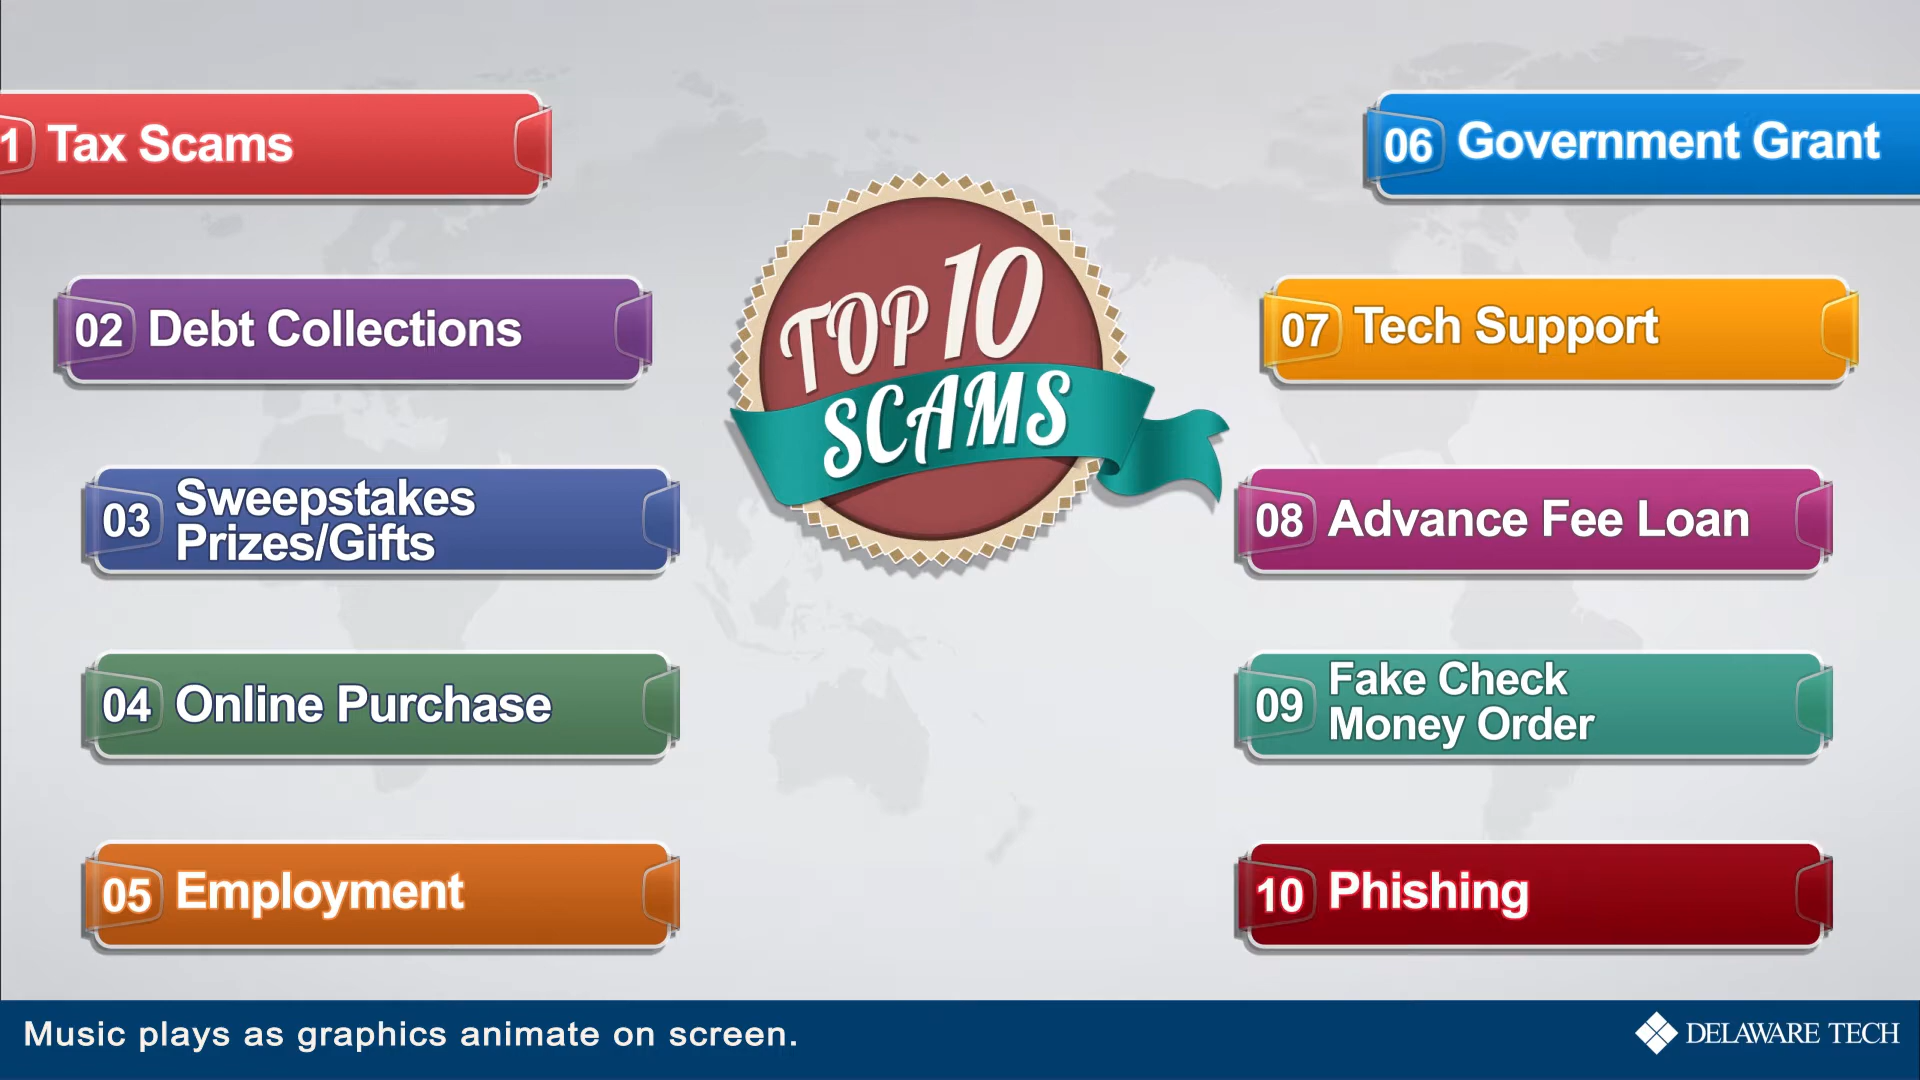 1 Tax Scams
02 Debt Collections
03 Sweepstakes
Prizes/Gifts
04 Online Purchase
05 Employment
TOP 10
SCAMS
06 Government Grant
07 Tech Support
08 Advance Fee Loan
09 Fake Check
Money Order
10 Phishing
Music plays as graphics animate on screen.
DELAWARE TECH